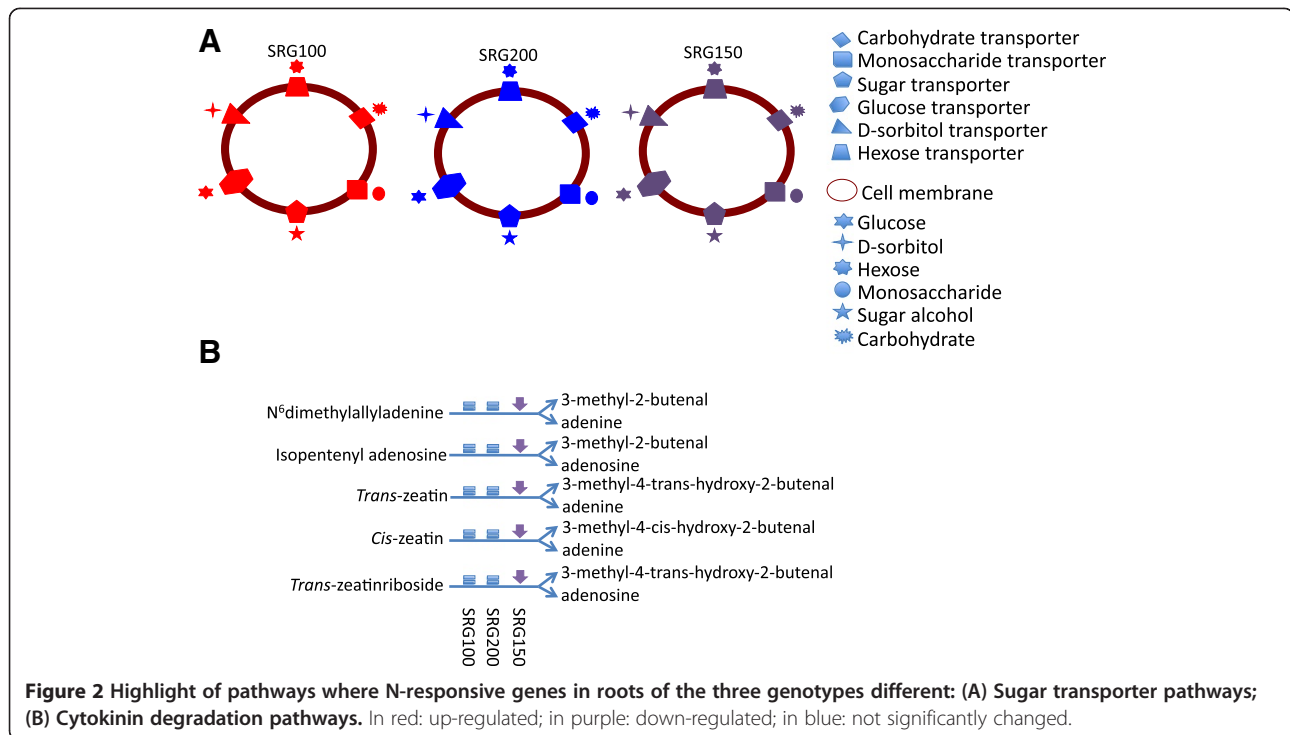 A
SRG100
SRG200
SRG150
Carbohydrate transporter
Monosaccharide transporter
Sugar transporter
Glucose transporter
D-sorbitol transporter
Hexose transporter
Cell membrane
Glucose
D-sorbitol
Hexose
Monosaccharide
Sugar alcohol
Carbohydrate
B
N⁶dimethylallyladenine
3-methyl-2-butenal
adenine
Isopentenyl adenosine
3-methyl-2-butenal
adenosine
Trans-zeatin
3-methyl-4-trans-hydroxy-2-butenal
adenine
Cis-zeatin
3-methyl-4-cis-hydroxy-2-butenal
adenine
Trans-zeatinriboside
3-methyl-4-trans-hydroxy-2-butenal
adenosine
SRG100
SRG200
SRG150
Figure 2 Highlight of pathways where N-responsive genes in roots of the three genotypes different: (A) Sugar transporter pathways;
(B) Cytokinin degradation pathways. In red: up-regulated; in purple: down-regulated; in blue: not significantly changed.